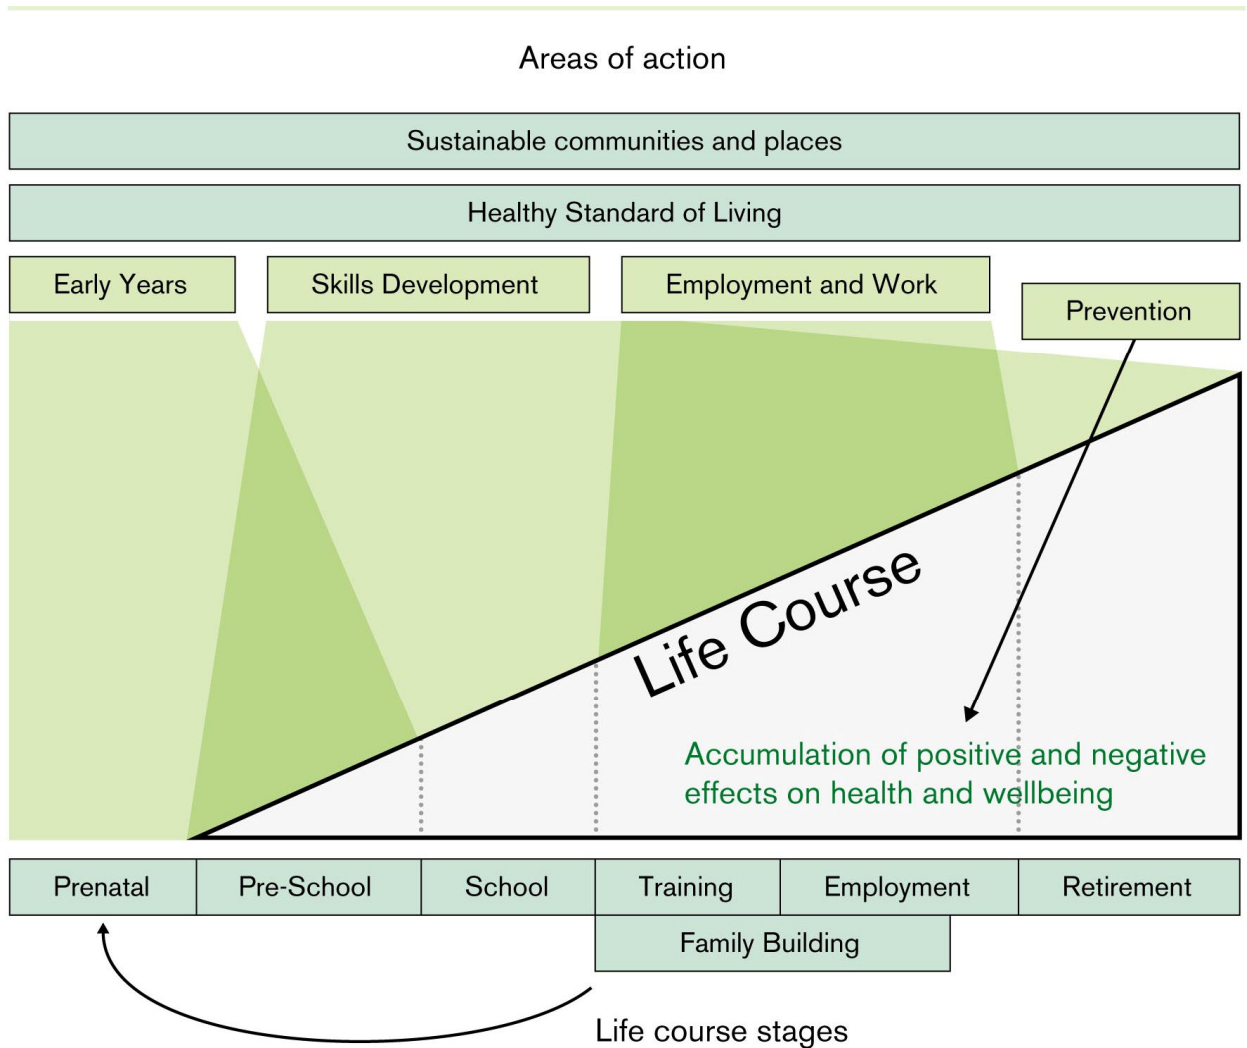 Areas of action
Sustainable communities and places
Healthy Standard of Living
Early Years
Skills Development
Employment and Work
Prevention
Life Course
Accumulation of positive and negative
effects on health and wellbeing
Prenatal
Pre-School
School
Training
Employment
Retirement
Family Building
Life course stages